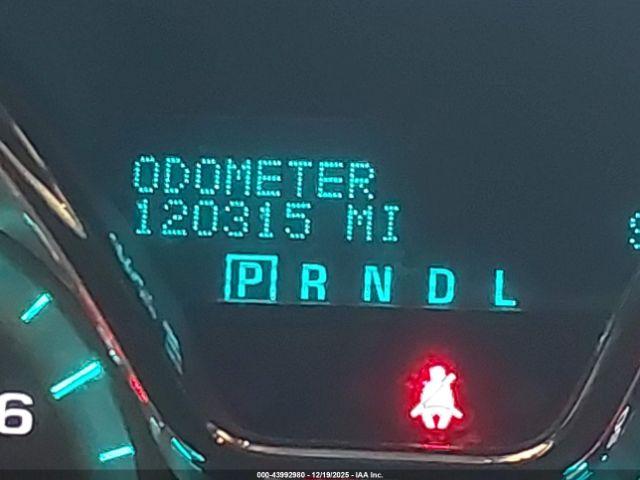 ODOMETER
120315 MI
P R N D L
6
000-43992980 - 12/19/2025 - IAA Inc.